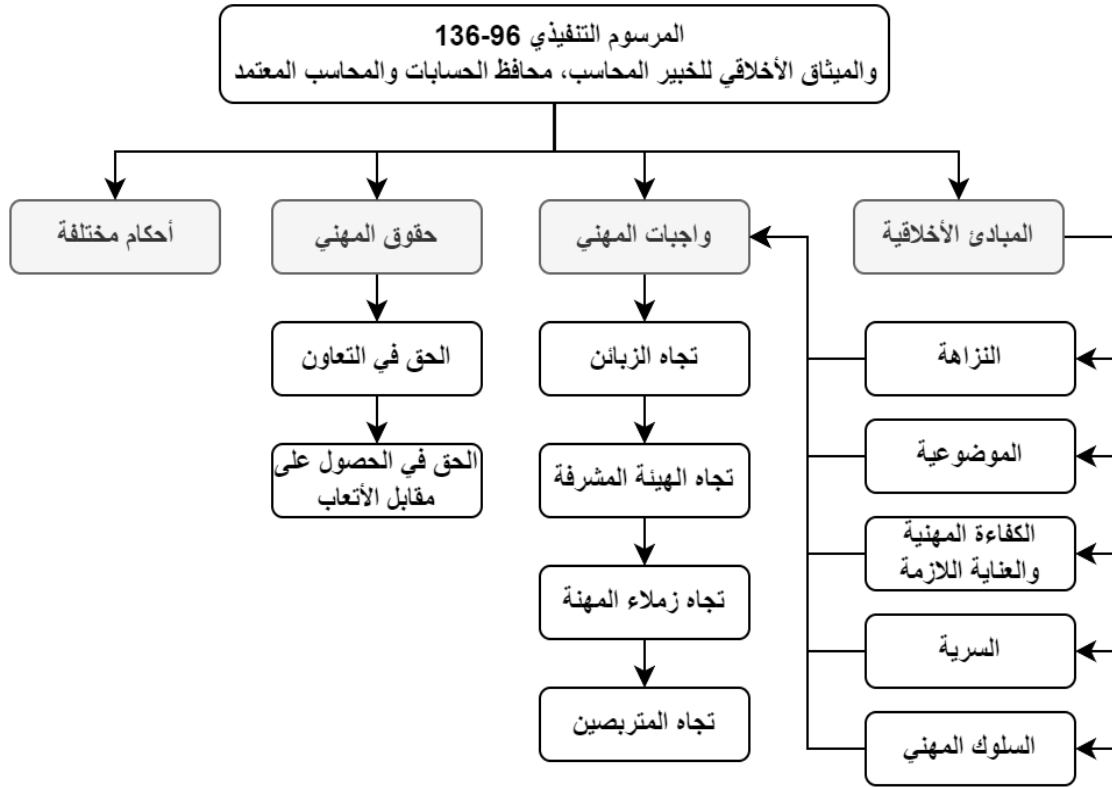 المرسوم التنفيذي 96-136
والميثاق الأخلاقي للخبير المحاسب، محافظ الحسابات والمحاسب المعتمد
المبادئ الأخلاقية
واجبات المهني
حقوق المهني
أحكام مختلفة
النزاهة
تجاه الزبائن
الحق في التعاون
الموضوعية
تجاه الهيئة المشرفة
الحق في الحصول على
مقابل الأتعاب
الكفاءة المهنية
والعناية اللازمة
تجاه زملاء المهنة
السرية
تجاه المتربصين
السلوك المهني